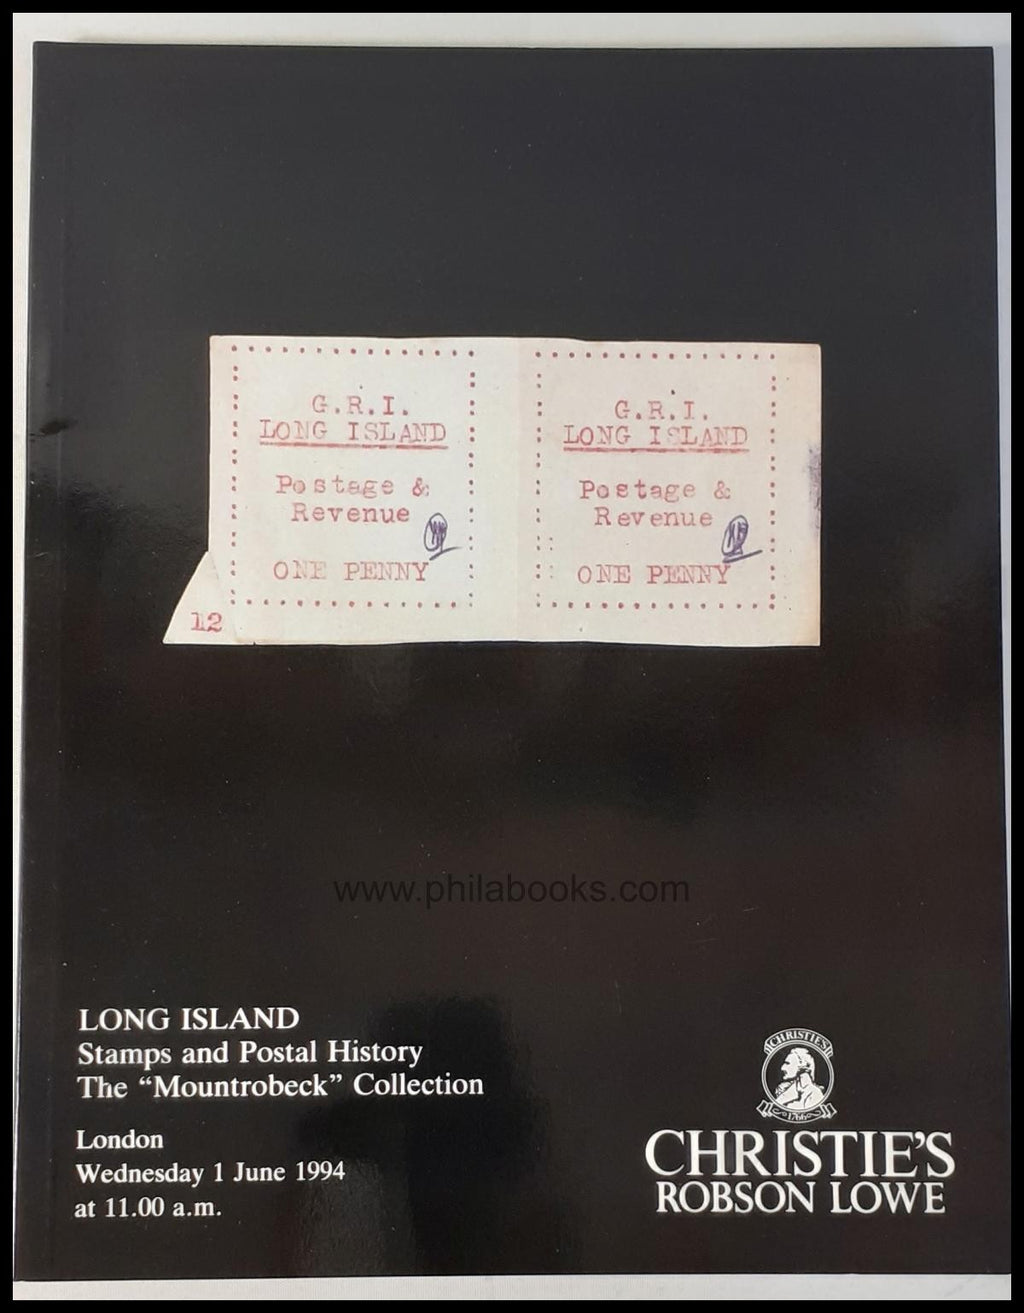 G.R.I.
LONG ISLAND
Postage &
Revenue
ONE PENNY
12
G.R.I.
LONG ISLAND
Postage &
Revenue
ONE PENNY
www.philabooks.com
LONG ISLAND
Stamps and Postal History
The “Mountrobeck” Collection
London
Wednesday 1 June 1994
at 11.00 a.m.
CHRISTIE'S
1766
CHRISTIE'S
ROBSON LOWE